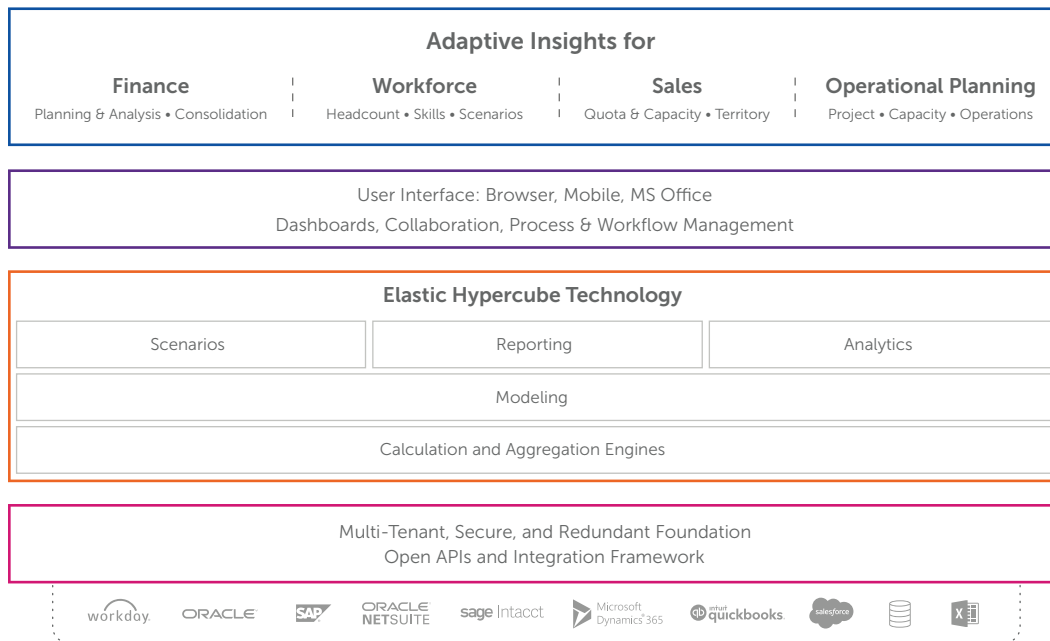 Adaptive Insights for
Finance
Planning & Analysis • Consolidation
Workforce
Headcount • Skills • Scenarios
Sales
Quota & Capacity • Territory
Operational Planning
Project • Capacity • Operations
User Interface: Browser, Mobile, MS Office
Dashboards, Collaboration, Process & Workflow Management
Elastic Hypercube Technology
Scenarios
Reporting
Analytics
Modeling
Calculation and Aggregation Engines
Multi-Tenant, Secure, and Redundant Foundation
Open APIs and Integration Framework
workday.
ORACLE
SAP
ORACLE
NETSUITE
sage Intacct
Microsoft
Dynamics 365
qb
intuit
quickbooks.
salesforce
X